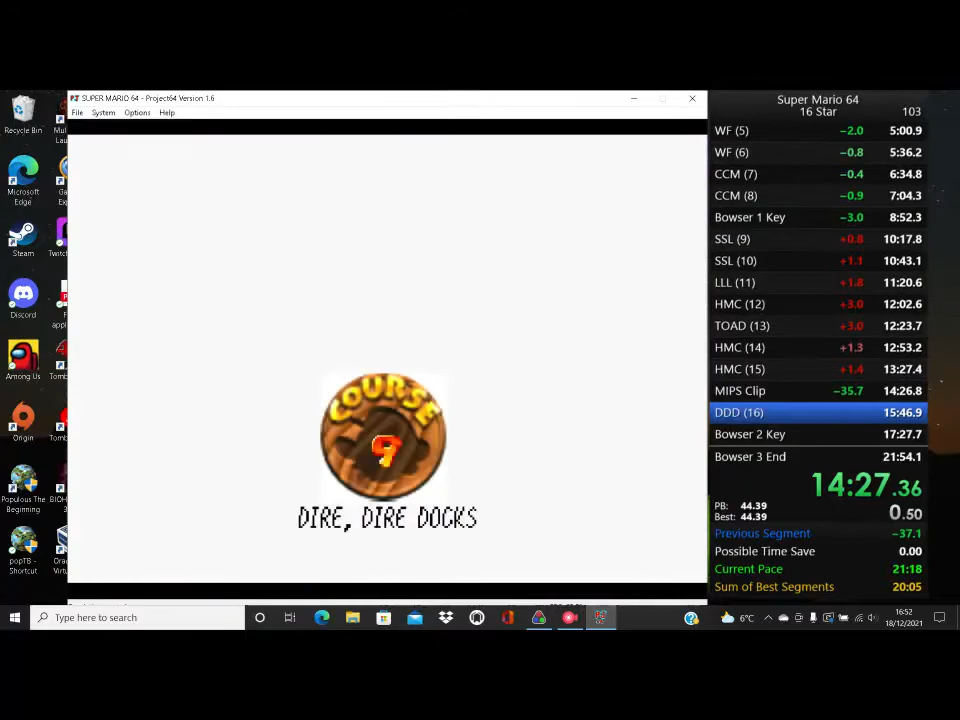 SUPER MARIO 64 - Project64 Version 1.6
File System Options Help
Recycle Bin
Microsoft Edge
Steam
Discord
Among Us
Origin
Populous The Beginning
popTB - Shortcut
COURSE
9
DIRE, DIRE DOCKS
Super Mario 64
16 Star 103
WF (5) −2.0 5:00.9
WF (6) −0.8 5:36.2
CCM (7) −0.4 6:34.8
CCM (8) −0.9 7:04.3
Bowser 1 Key −3.0 8:52.3
SSL (9) +0.8 10:17.8
SSL (10) +1.1 10:43.1
LLL (11) +1.8 11:20.6
HMC (12) +3.0 12:02.6
TOAD (13) +3.0 12:23.7
HMC (14) +1.3 12:53.2
HMC (15) +1.4 13:27.4
MIPS Clip −35.7 14:26.8
DDD (16) 15:46.9
Bowser 2 Key 17:27.7
Bowser 3 End 21:54.1
14:27.36
PB: 44.39
Best: 44.39
0.50
Previous Segment −37.1
Possible Time Save 0.00
Current Pace 21:18
Sum of Best Segments 20:05
Type here to search
6°C
16:52
18/12/2021